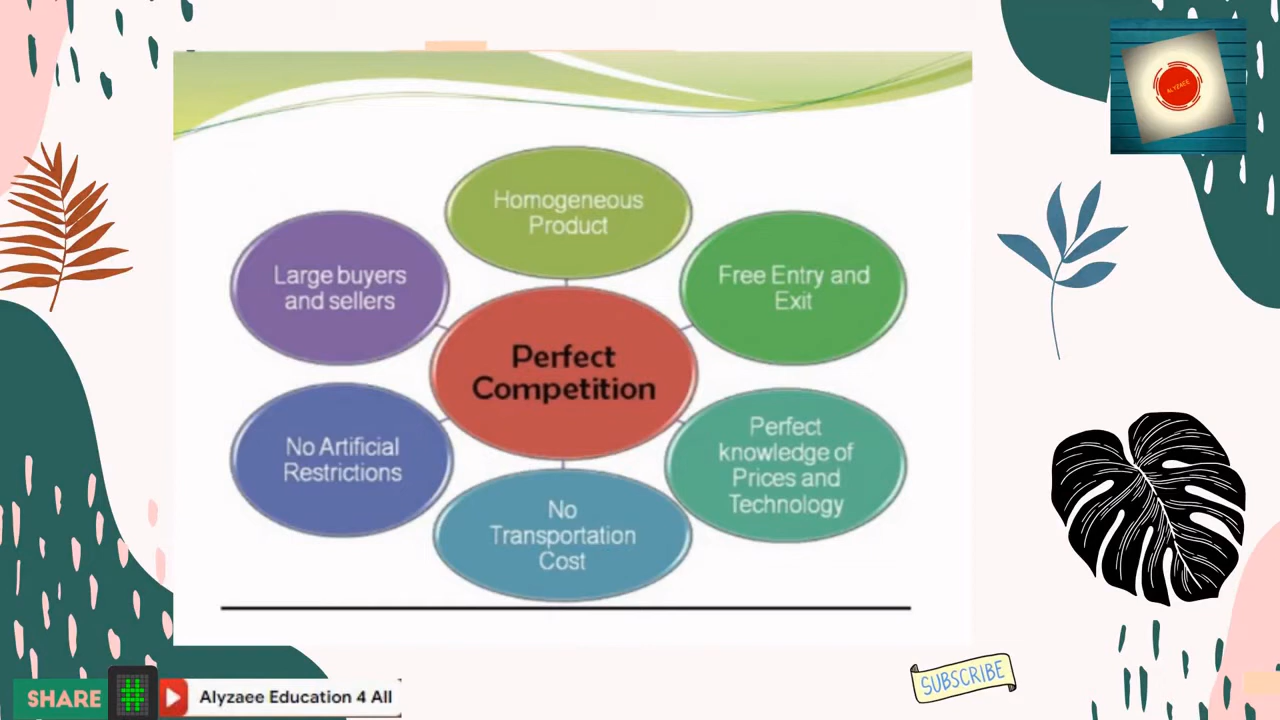 ALYZAEE
Homogeneous
Product
Large buyers
and sellers
Free Entry and
Exit
Perfect
Competition
No Artificial
Restrictions
Perfect
knowledge of
Prices and
Technology
No
Transportation
Cost
SUBSCRIBE
SHARE
Alyzaee Education 4 All